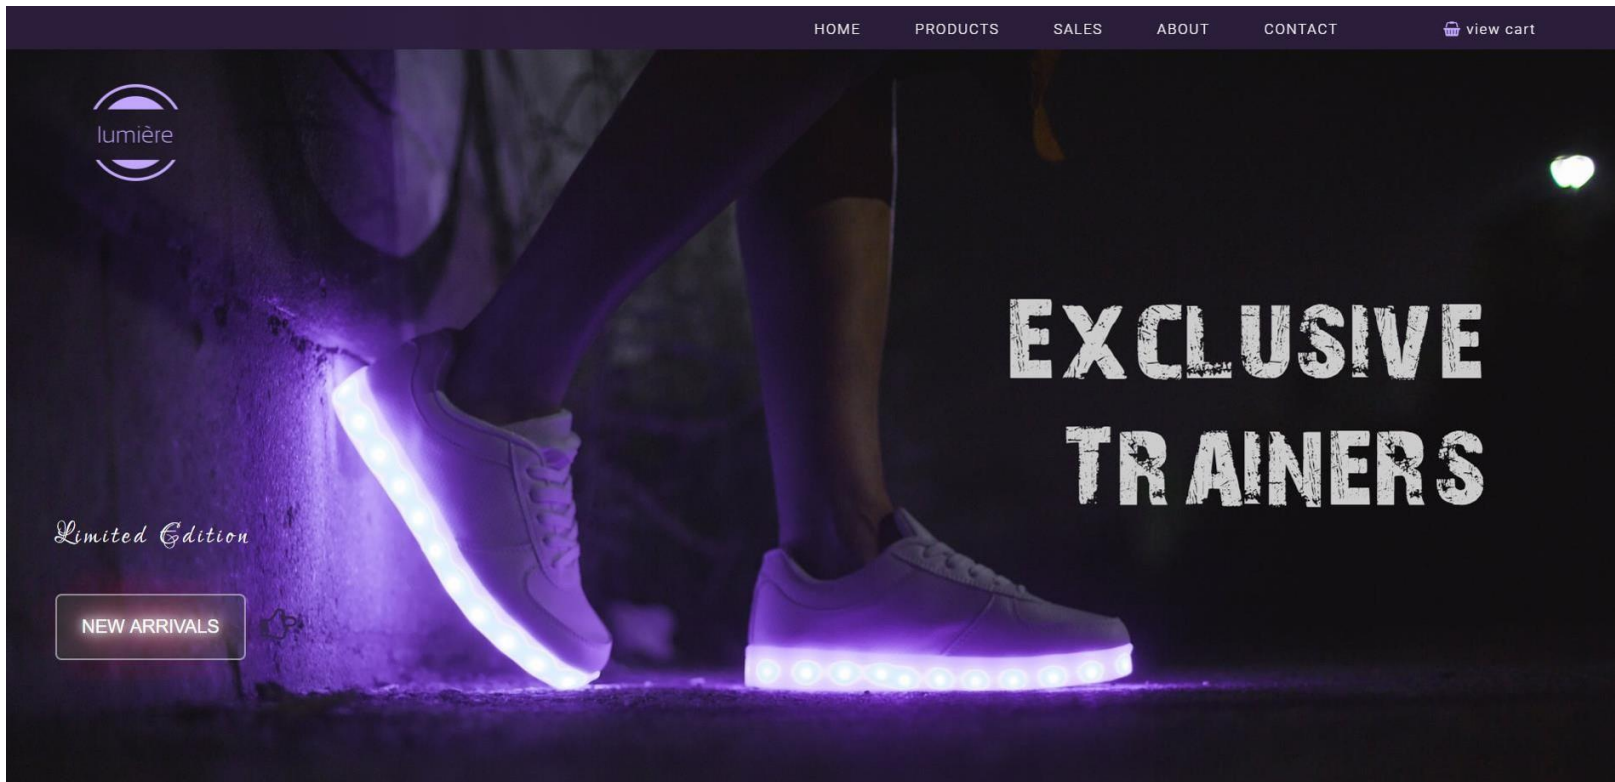 HOME PRODUCTS SALES ABOUT CONTACT view cart
lumière
EXCLUSIVE
TRAINERS
Limited Edition
NEW ARRIVALS